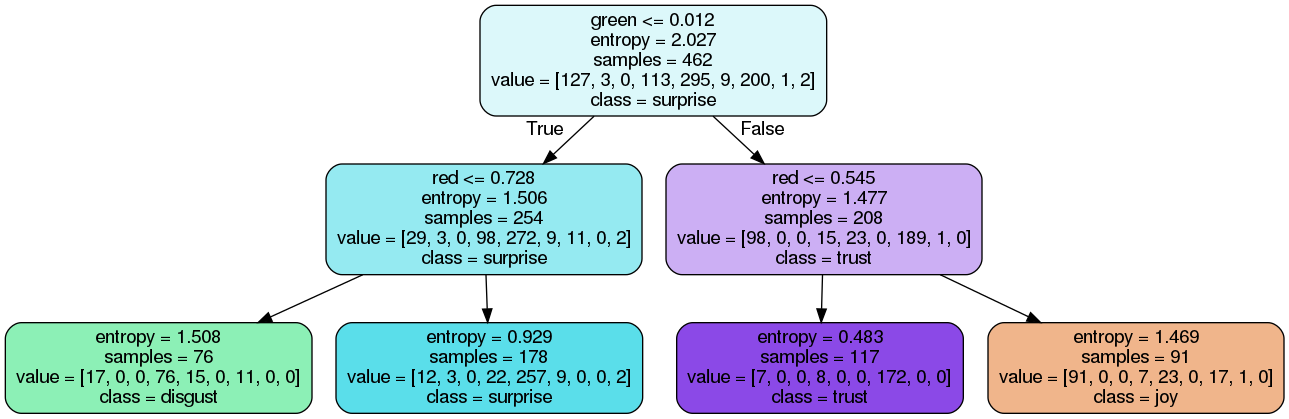 green <= 0.012
entropy = 2.027
samples = 462
value = [127, 3, 0, 113, 295, 9, 200, 1, 2]
class = surprise
True
False
red <= 0.728
entropy = 1.506
samples = 254
value = [29, 3, 0, 98, 272, 9, 11, 0, 2]
class = surprise
red <= 0.545
entropy = 1.477
samples = 208
value = [98, 0, 0, 15, 23, 0, 189, 1, 0]
class = trust
entropy = 1.508
samples = 76
value = [17, 0, 0, 76, 15, 0, 11, 0, 0]
class = disgust
entropy = 0.929
samples = 178
value = [12, 3, 0, 22, 257, 9, 0, 0, 2]
class = surprise
entropy = 0.483
samples = 117
value = [7, 0, 0, 8, 0, 0, 172, 0, 0]
class = trust
entropy = 1.469
samples = 91
value = [91, 0, 0, 7, 23, 0, 17, 1, 0]
class = joy